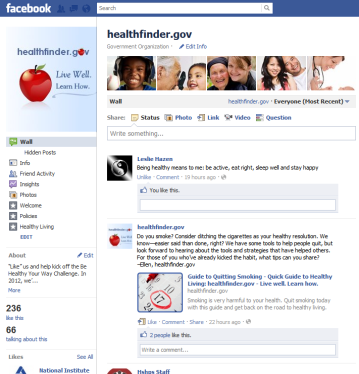 facebook
Search
healthfinder.gov
Live Well.
Learn How.
healthfinder.gov
Government Organization · Edit Info
Wall
healthfinder.gov · Everyone (Most Recent)
Share: Status Photo Link Video Question
Write something...
Wall
Hidden Posts
Info
Friend Activity
Insights
Photos
Welcome
Policies
Healthy Living
EDIT
About Edit
"Like" us and help kick off the Be
Healthy Your Way Challenge. In
2012, we'...
More
236
like this
66
talking about this
Likes See All
National Institute
Leslie Hazen
Being healthy means to me: be active, eat right, sleep well and stay happy
Unlike · Comment · 19 hours ago ·
You like this.
healthfinder.gov
Do you smoke? Consider ditching the cigarettes as your healthy resolution. We
know—easier said than done, right? We have some tools to help people quit, but
look forward to hearing about the tools and strategies that have helped others.
For those of you who've already kicked the habit, what tips can you share?
~Ellen, healthfinder.gov
Guide to Quitting Smoking - Quick Guide to Healthy
Living: healthfinder.gov - Live well. Learn how.
healthfinder.gov
Smoking is very harmful to your health. Quit smoking today
with this guide and get back on the road to healthy living.
Like · Comment · Share · 22 hours ago ·
2 people like this.
Write a comment...
Hshps Staff